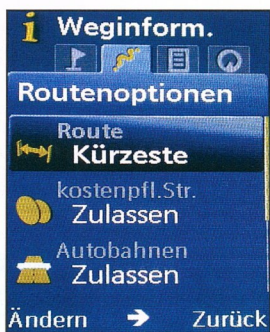 Weginform.
Routenoptionen
Route
Kürzeste
kostenpfl.Str.
Zulassen
Autobahnen
Zulassen
Ändern → Zurück